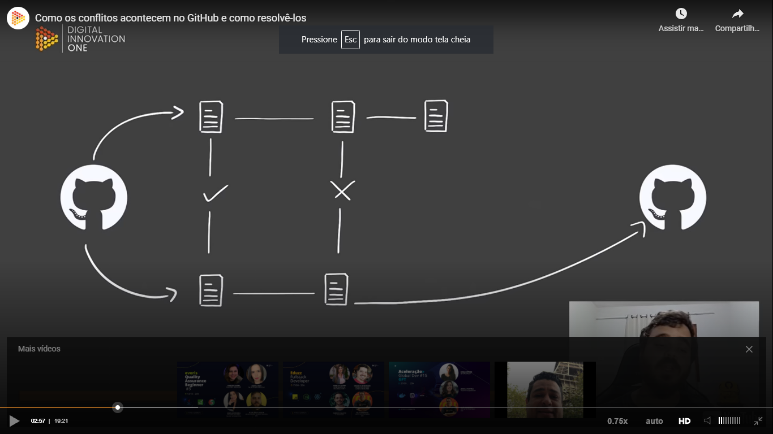 Como os conflitos acontecem no GitHub e como resolvê-los
Assistir ma...
Compartilh...
DIGITAL
INNOVATION
ONE
Pressione Esc para sair do modo tela cheia
Mais vídeos
02:57 | 19:21
0.75x
auto
HD